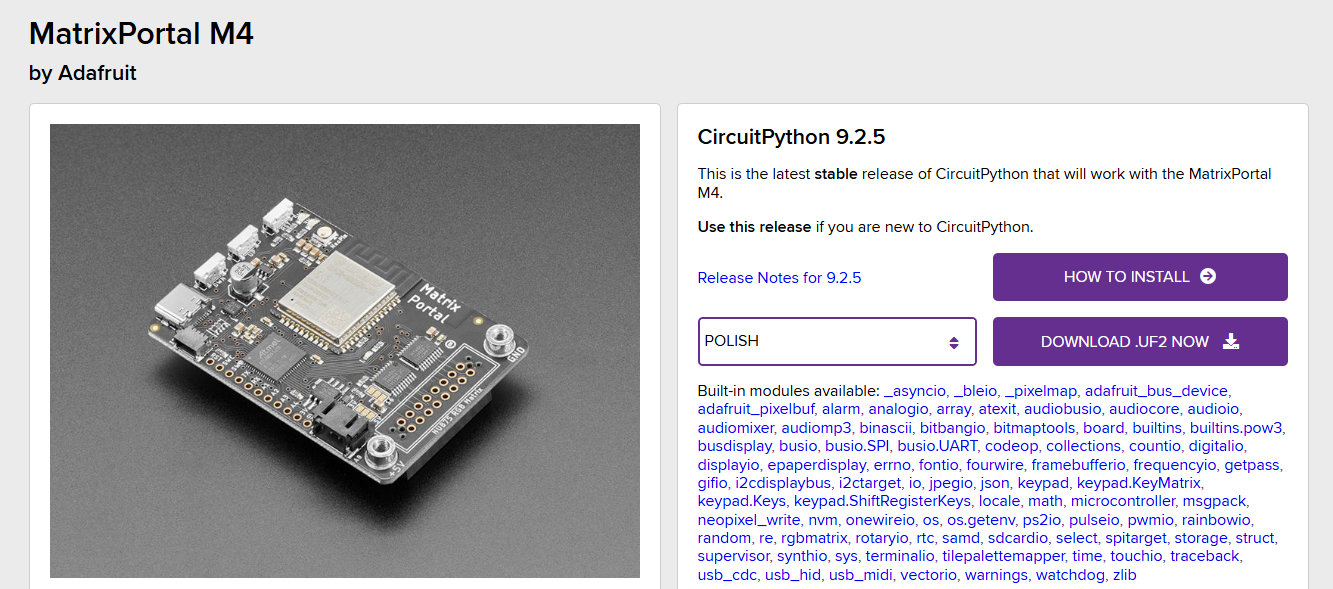 MatrixPortal M4
by Adafruit
Matrix
Portal
GND
HUB75 RGB Matrix
+5V
CircuitPython 9.2.5
This is the latest stable release of CircuitPython that will work with the MatrixPortal
M4.
Use this release if you are new to CircuitPython.
Release Notes for 9.2.5
HOW TO INSTALL
POLISH
DOWNLOAD .UF2 NOW
Built-in modules available: _asyncio, _bleio, _pixelmap, adafruit_bus_device,
adafruit_pixelbuf, alarm, analogio, array, atexit, audiobusio, audiocore, audioio,
audiomixer, audiomp3, binascii, bitbangio, bitmaptools, board, builtins, builtins.pow3,
busdisplay, busio, busio.SPI, busio.UART, codeop, collections, countio, digitalio,
displayio, epaperdisplay, errno, fontio, fourwire, framebufferio, frequencyio, getpass,
gifio, i2cdisplaybus, i2ctarget, io, jpegio, json, keypad, keypad.KeyMatrix,
keypad.Keys, keypad.ShiftRegisterKeys, locale, math, microcontroller, msgpack,
neopixel_write, nvm, onewireio, os, os.getenv, ps2io, pulseio, pwmio, rainbowio,
random, re, rgbmatrix, rotaryio, rtc, samd, sdcardio, select, spitarget, storage, struct,
supervisor, synthio, sys, terminalio, tilepalettemapper, time, touchio, traceback,
usb_cdc, usb_hid, usb_midi, vectorio, warnings, watchdog, zlib